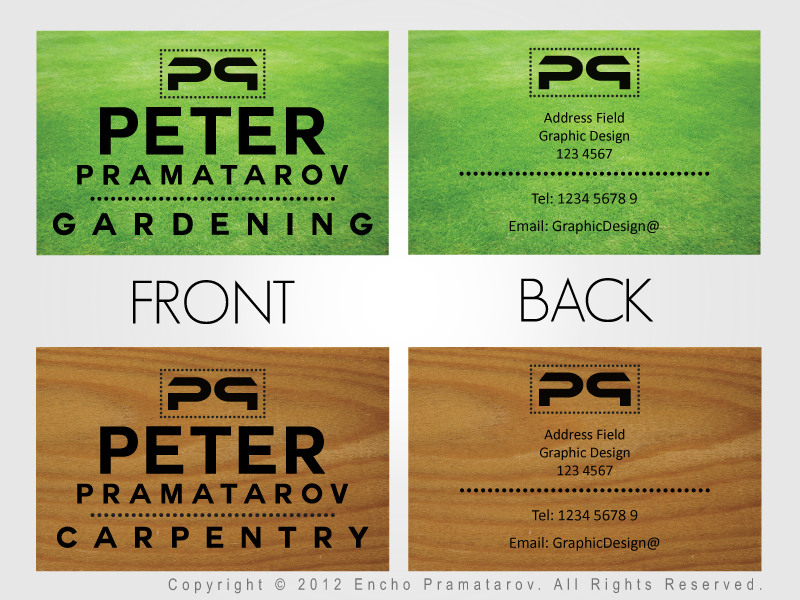 PP
PETER
PRAMATAROV
GARDENING
PP
Address Field
Graphic Design
123 4567
Tel: 1234 5678 9
Email: GraphicDesign@
FRONT
BACK
PP
PETER
PRAMATAROV
CARPENTRY
PP
Address Field
Graphic Design
123 4567
Tel: 1234 5678 9
Email: GraphicDesign@
Copyright © 2012 Encho Pramatarov. All Rights Reserved.